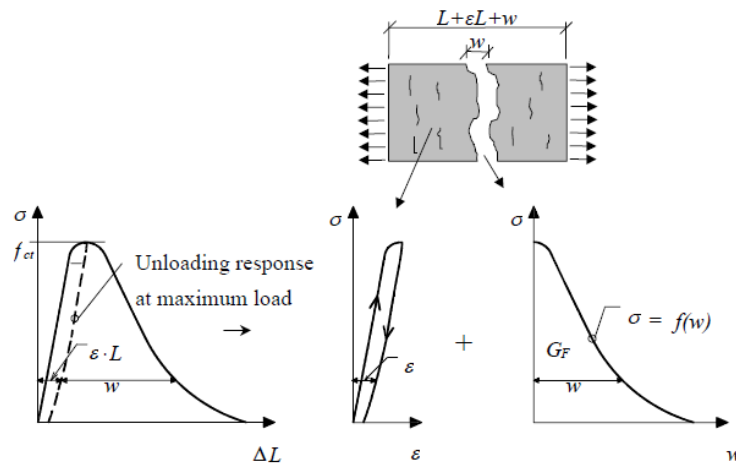 L+εL+w
w
σ
f_ct
Unloading response
at maximum load
ε·L
w
ΔL
σ
ε
ε
+
σ
σ = f(w)
G_F
w
w